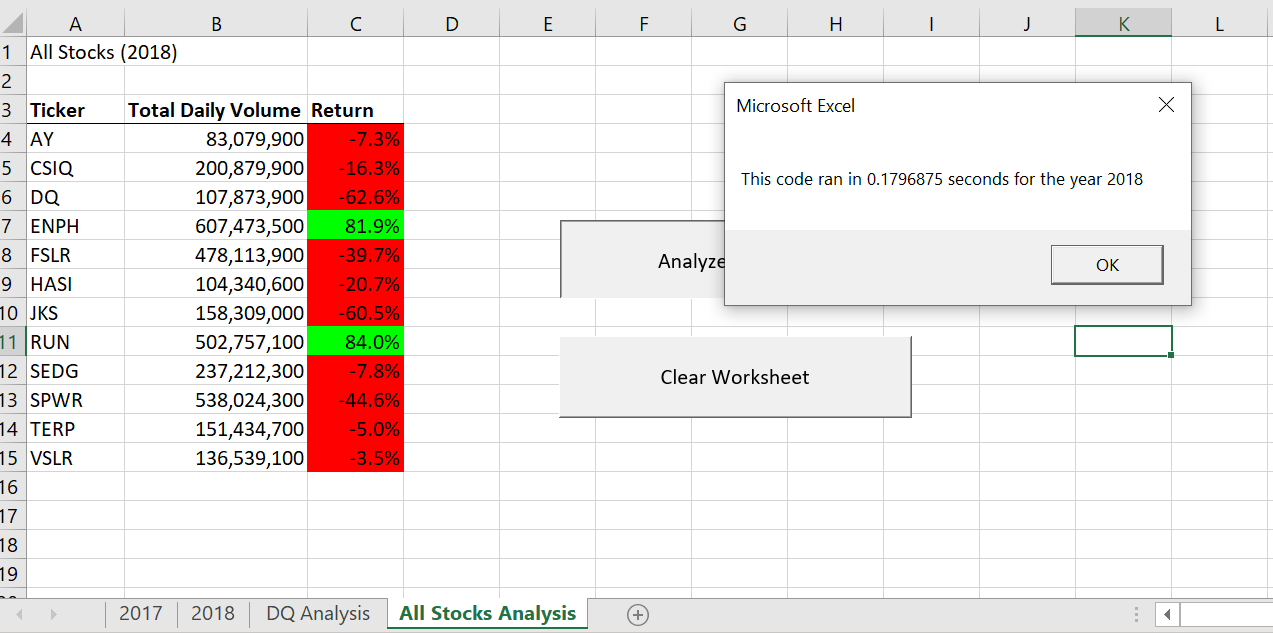 A B C D E F G H I J K L
1 All Stocks (2018)
2
3 Ticker Total Daily Volume Return
4 AY 83,079,900 -7.3%
5 CSIQ 200,879,900 -16.3%
6 DQ 107,873,900 -62.6%
7 ENPH 607,473,500 81.9%
8 FSLR 478,113,900 -39.7%
9 HASI 104,340,600 -20.7%
10 JKS 158,309,000 -60.5%
11 RUN 502,757,100 84.0%
12 SEDG 237,212,300 -7.8%
13 SPWR 538,024,300 -44.6%
14 TERP 151,434,700 -5.0%
15 VSLR 136,539,100 -3.5%
16
17
18
19
Microsoft Excel
This code ran in 0.1796875 seconds for the year 2018
OK
Analyze
Clear Worksheet
2017 2018 DQ Analysis All Stocks Analysis